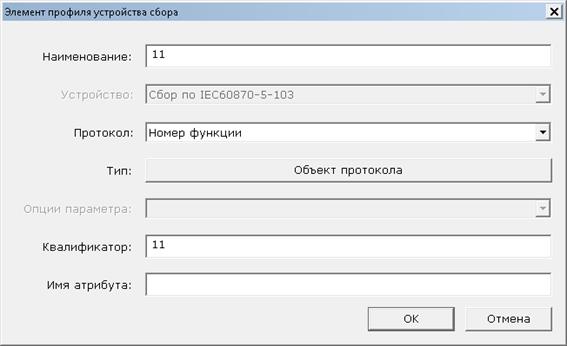 Элемент профиля устройства сбора
Наименование: 11
Устройство: Сбор по IEC60870-5-103
Протокол: Номер функции
Тип: Объект протокола
Опции параметра:
Квалификатор: 11
Имя атрибута:
OK Отмена